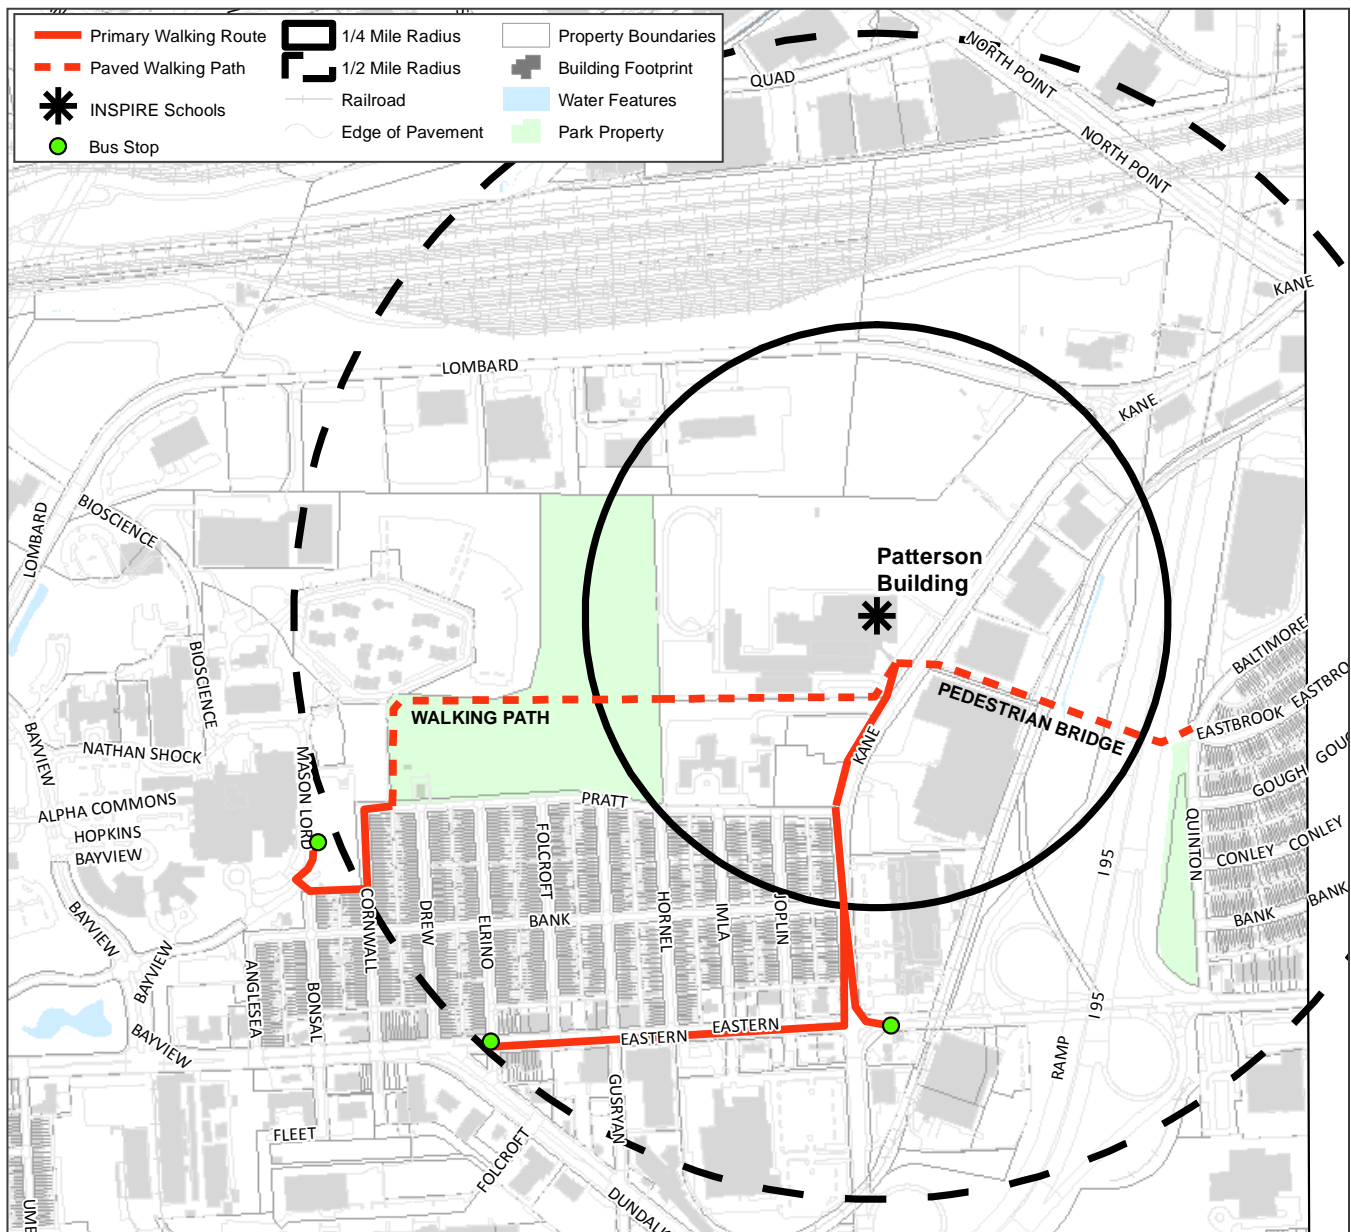 Primary Walking Route
Paved Walking Path
INSPIRE Schools
Bus Stop
1/4 Mile Radius
1/2 Mile Radius
Railroad
Edge of Pavement
Property Boundaries
Building Footprint
Water Features
Park Property
QUAD
NORTH POINT
NORTH POINT
KANE
LOMBARD
KANE
LOMBARD
BIOSCIENCE
Patterson
Building
BIOSCIENCE
BALTIMORE
EASTBROOK
EASTBRO
WALKING PATH
PEDESTRIAN BRIDGE
KANE
BAYVIEW
NATHAN SHOCK
MASON LORD
GOUGH
GOUG
ALPHA COMMONS
HOPKINS
BAYVIEW
PRATT
QUINTON
CONLEY
CONLEY
I 95
FOLCROFT
BANK
BANK
BAYVIEW
CORNWALL
DREW
ELRINO
BANK
HORNEL
IMLA
JOPLIN
BAYVIEW
ANGLESEA
BONSAL
I 95
BAYVIEW
EASTERN
EASTERN
RAMP
GUSRYAN
FLEET
FOLCROFT
DUNDALK
UMB